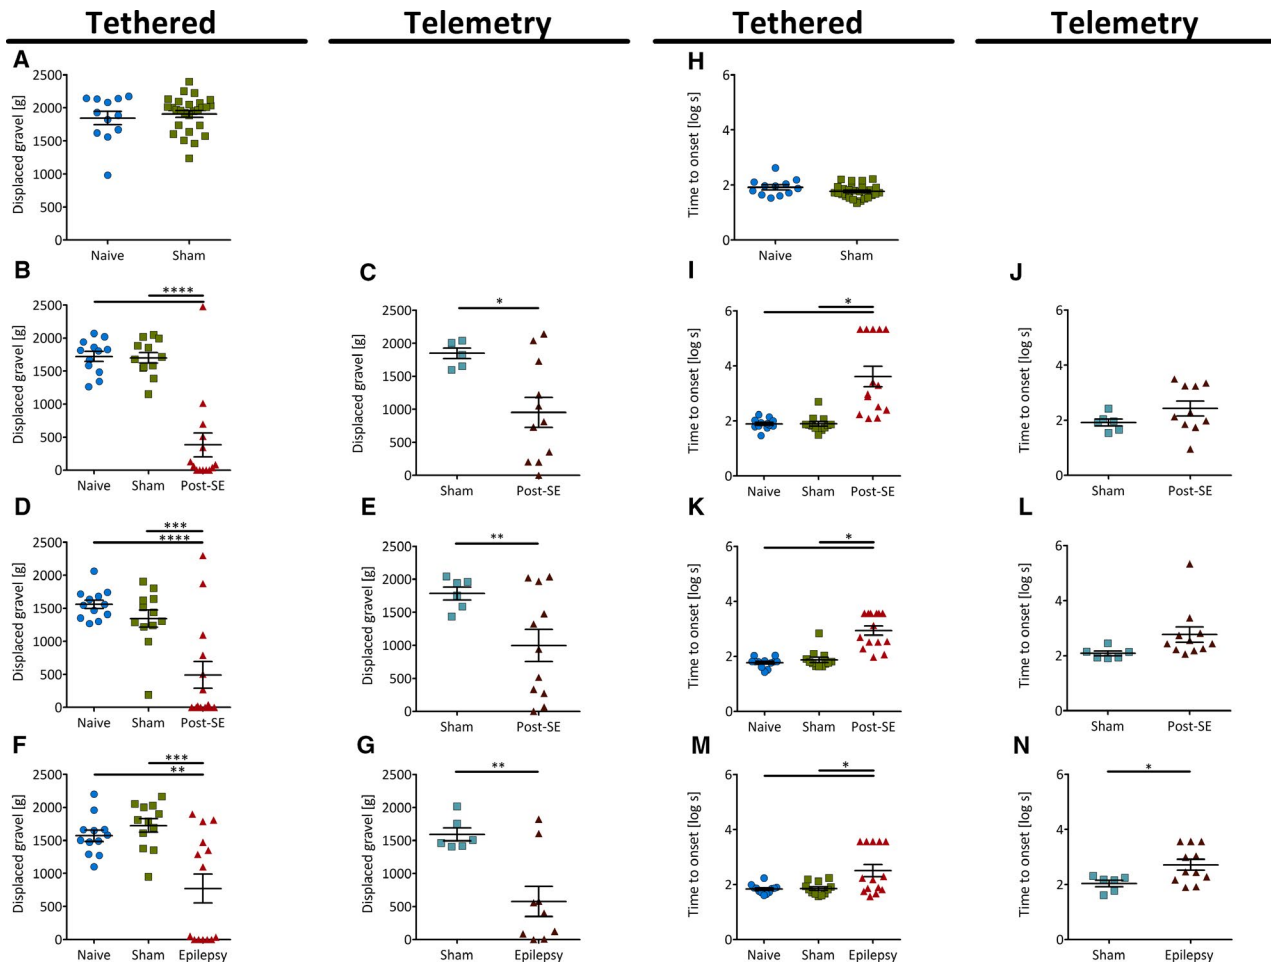 Tethered Telemetry Tethered Telemetry
A H
Displaced gravel [g] 2500 2000 1500 1000 500 0
Naive Sham
Time to onset [log s] 6 4 2 0
Naive Sham
B C I J
Displaced gravel [g] 2500 2000 1500 1000 500 0
****
Naive Sham Post-SE
Displaced gravel [g] 2500 2000 1500 1000 500 0
*
Sham Post-SE
Time to onset [log s] 6 4 2 0
*
Naive Sham Post-SE
Time to onset [log s] 6 4 2 0
Sham Post-SE
D E K L
Displaced gravel [g] 2500 2000 1500 1000 500 0
***
****
Naive Sham Post-SE
Displaced gravel [g] 2500 2000 1500 1000 500 0
**
Sham Post-SE
Time to onset [log s] 6 4 2 0
*
Naive Sham Post-SE
Time to onset [log s] 6 4 2 0
Sham Post-SE
F G M N
Displaced gravel [g] 2500 2000 1500 1000 500 0
***
**
Naive Sham Epilepsy
Displaced gravel [g] 2500 2000 1500 1000 500 0
**
Sham Epilepsy
Time to onset [log s] 6 4 2 0
*
Naive Sham Epilepsy
Time to onset [log s] 6 4 2 0
*
Sham Epilepsy